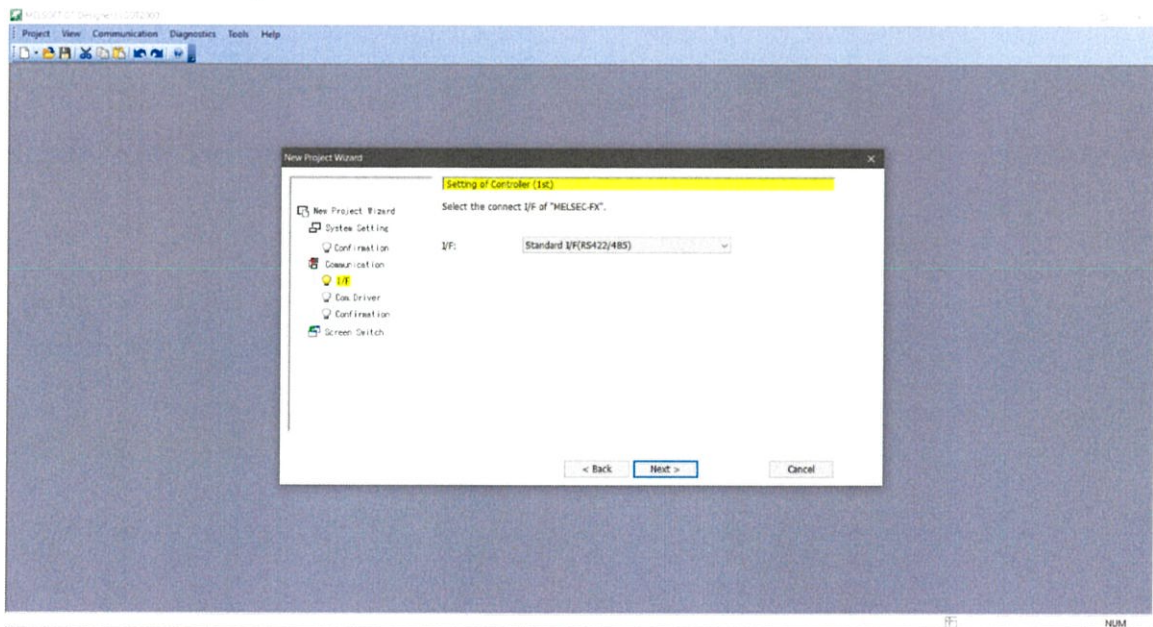 Project View Communication Diagnostics Tools Help
New Project Wizard
Setting of Controller (1st)
Select the connect I/F of "MELSEC-FX".
New Project Wizard
System Setting
Confirmation
I/F: Standard I/F(RS422/485)
Communication
I/F
Com.Driver
Confirmation
Screen Switch
< Back Next > Cancel
NUM